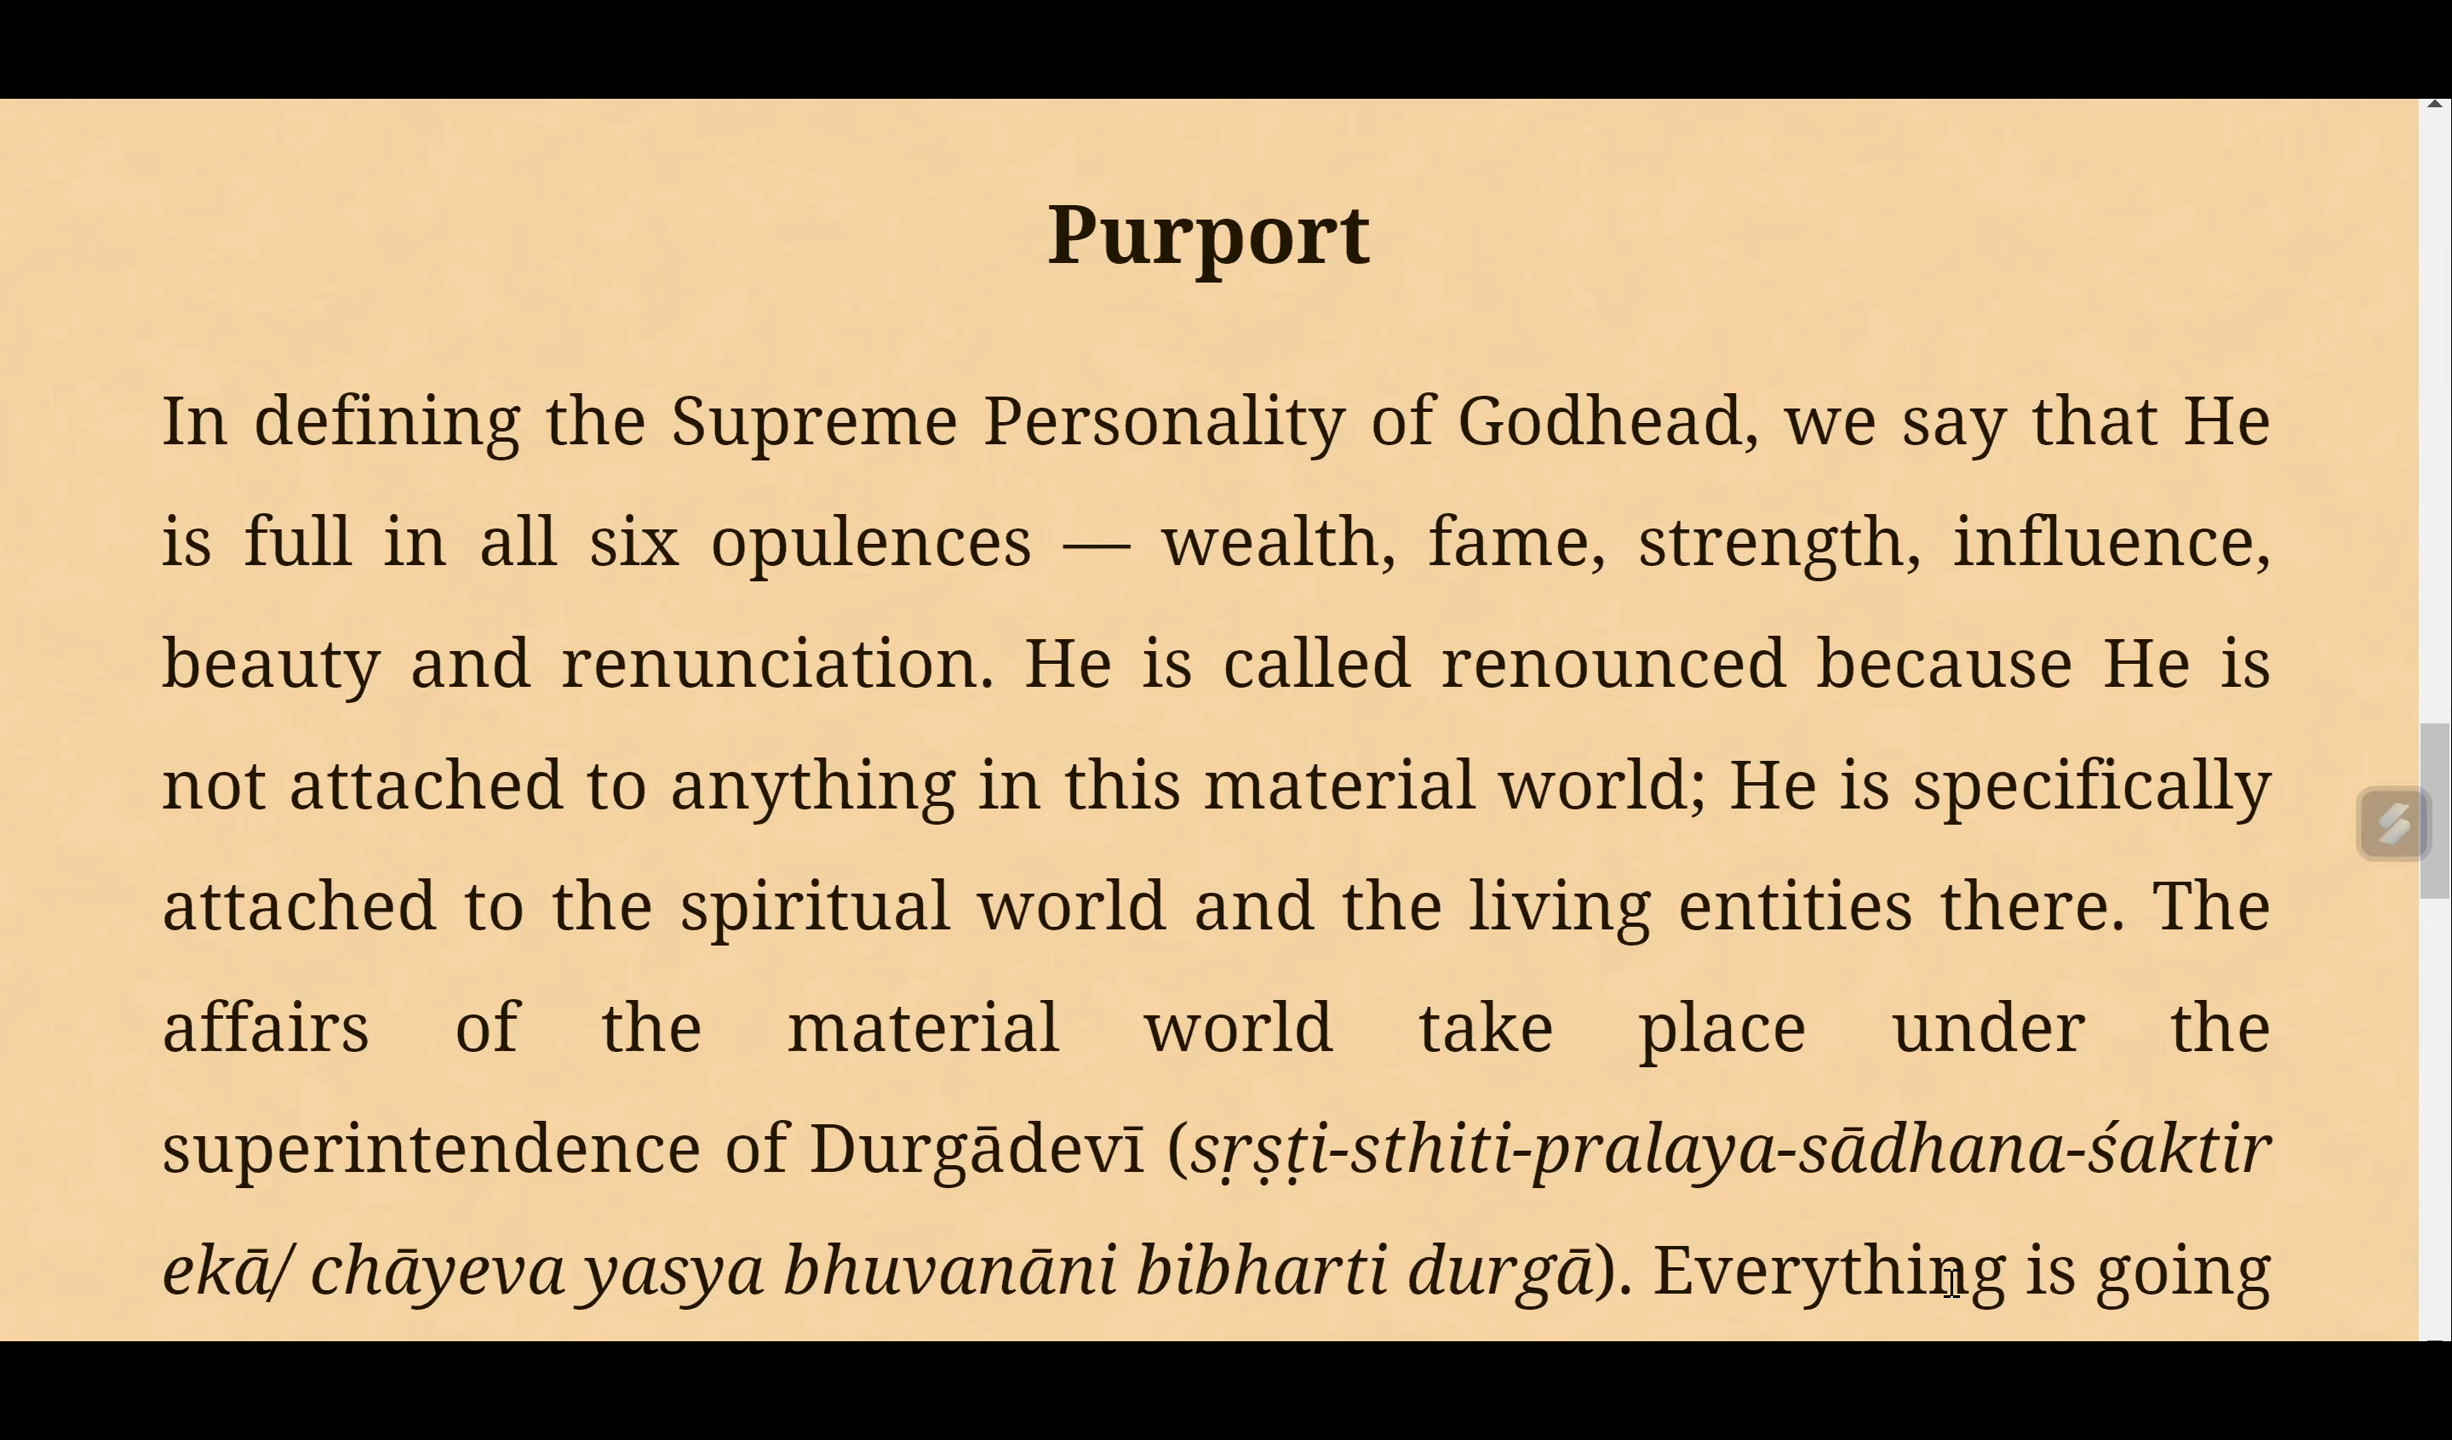 Purport
In defining the Supreme Personality of Godhead, we say that He
is full in all six opulences — wealth, fame, strength, influence,
beauty and renunciation. He is called renounced because He is
not attached to anything in this material world; He is specifically
attached to the spiritual world and the living entities there. The
affairs of the material world take place under the
superintendence of Durgādevī (sṛṣṭi-sthiti-pralaya-sādhana-śaktir
ekā/ chāyeva yasya bhuvanāni bibharti durgā). Everything is going